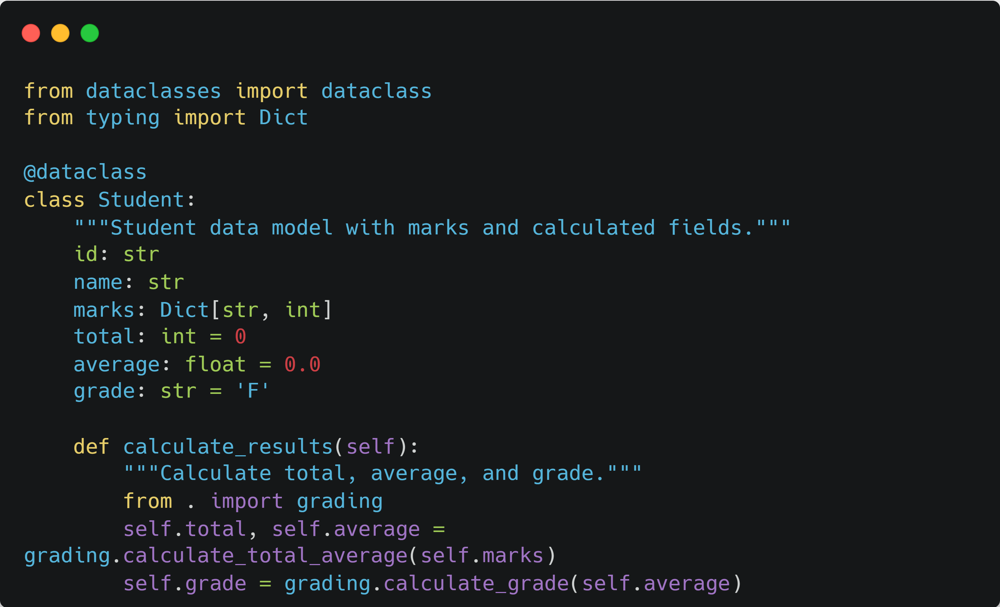 from dataclasses import dataclass
from typing import Dict

@dataclass
class Student:
    """Student data model with marks and calculated fields."""
    id: str
    name: str
    marks: Dict[str, int]
    total: int = 0
    average: float = 0.0
    grade: str = 'F'

    def calculate_results(self):
        """Calculate total, average, and grade."""
        from . import grading
        self.total, self.average =
grading.calculate_total_average(self.marks)
        self.grade = grading.calculate_grade(self.average)